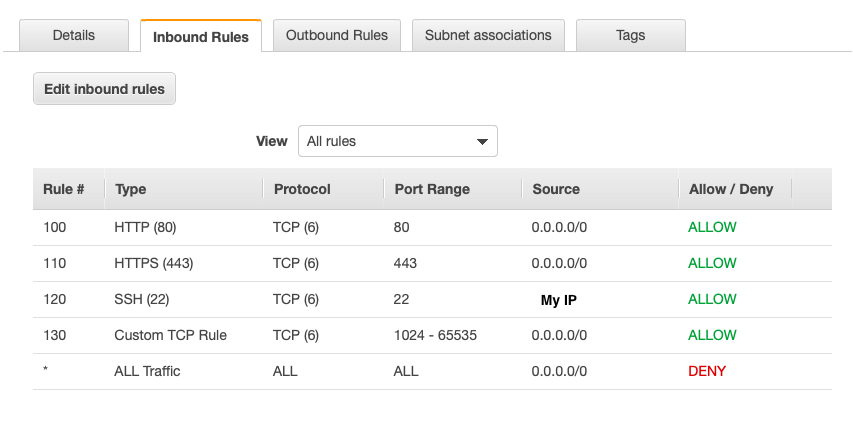 Details Inbound Rules Outbound Rules Subnet associations Tags
Edit inbound rules
View All rules
Rule # Type Protocol Port Range Source Allow / Deny
100 HTTP (80) TCP (6) 80 0.0.0.0/0 ALLOW
110 HTTPS (443) TCP (6) 443 0.0.0.0/0 ALLOW
120 SSH (22) TCP (6) 22 My IP ALLOW
130 Custom TCP Rule TCP (6) 1024 - 65535 0.0.0.0/0 ALLOW
* ALL Traffic ALL ALL 0.0.0.0/0 DENY